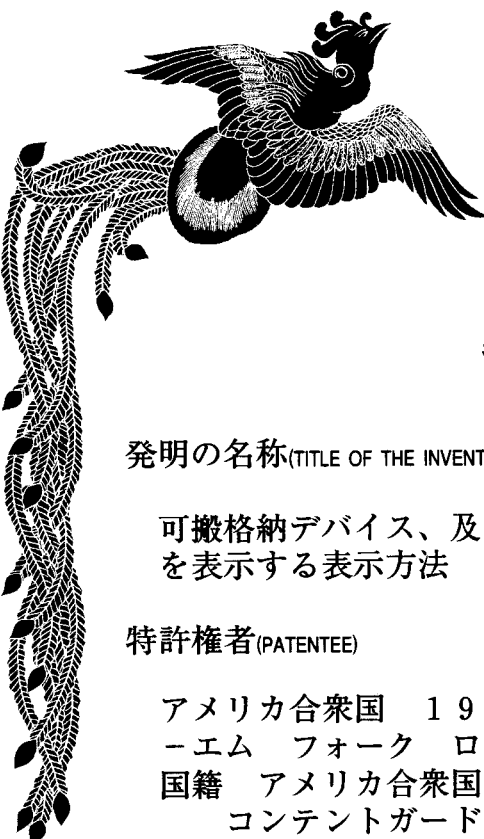 発明の名称(TITLE OF THE INVENT
可搬格納デバイス、及
を表示する表示方法
特許権者(PATENTEE)
アメリカ合衆国　１９
－エム　フォーク　ロ
国籍　アメリカ合衆国
コンテントガード